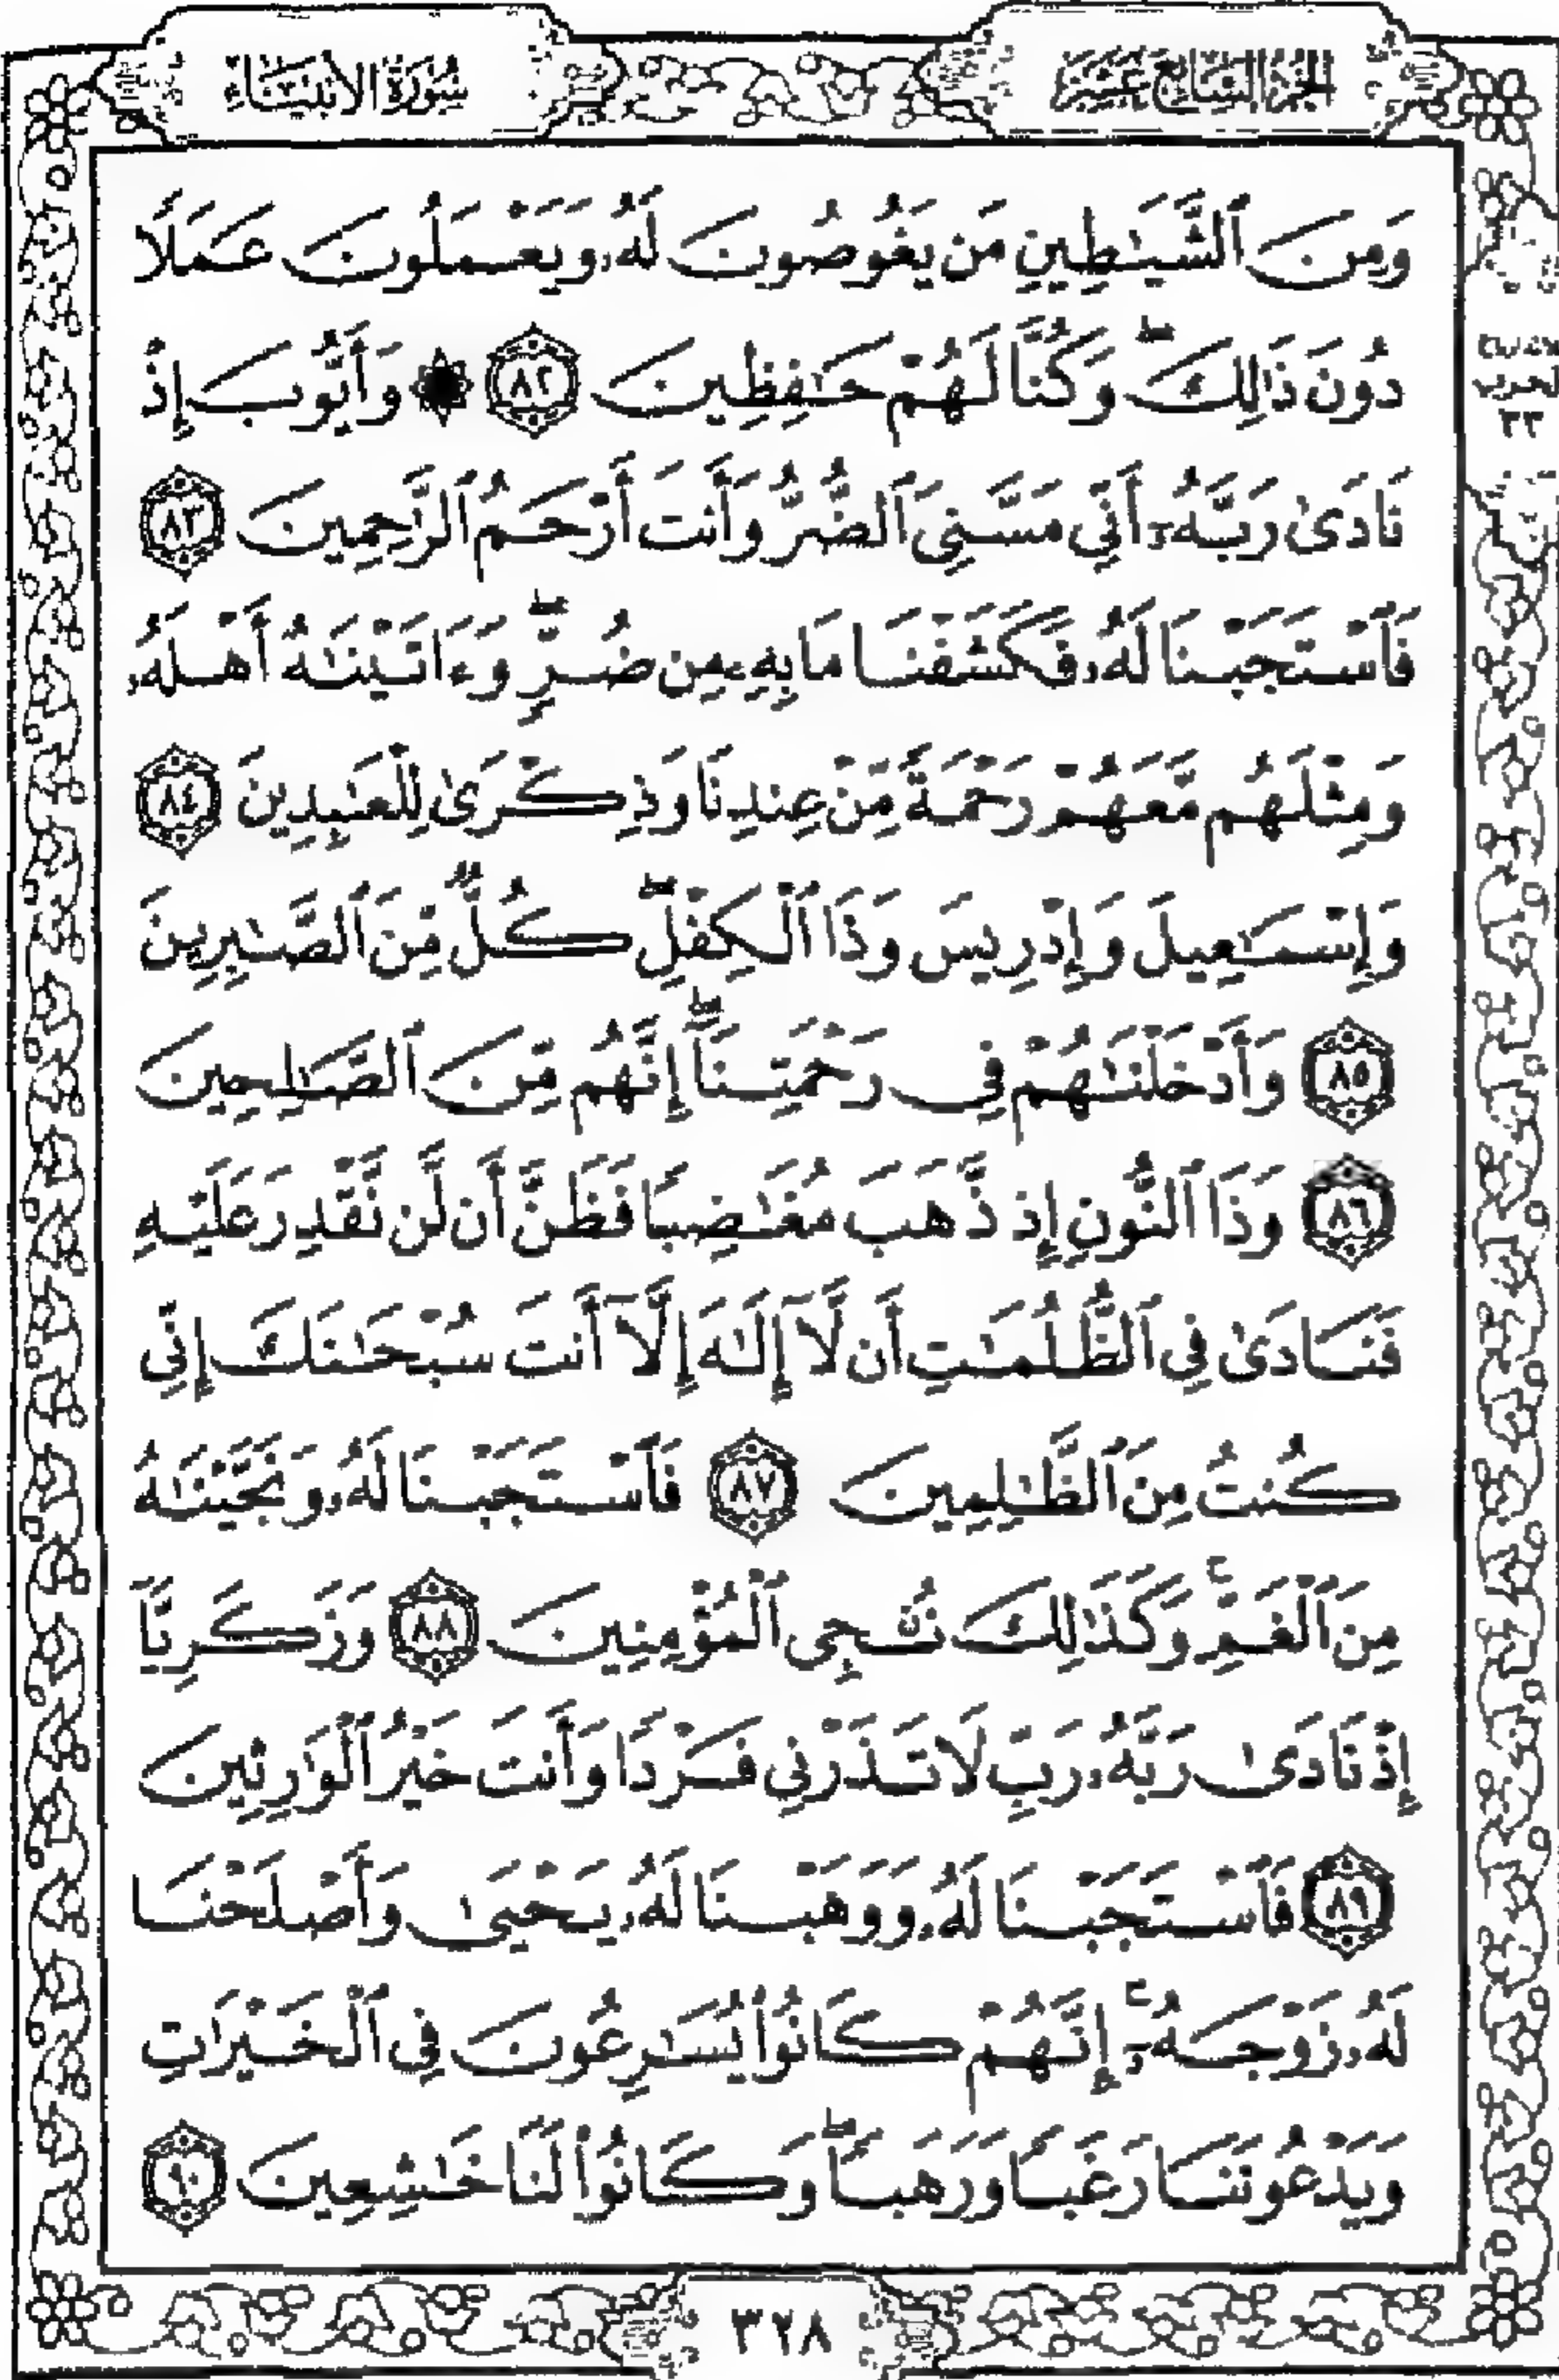 الجزء السابع عشر
سورة الأنبياء
وَمِنَ ٱلشَّيَـٰطِينِ مَن يَغُوصُونَ لَهُۥ وَيَعْمَلُونَ عَمَلًا
دُونَ ذَٰلِكَ ۖ وَكُنَّا لَهُمْ حَـٰفِظِينَ ٨٢ ۞ وَأَيُّوبَ إِذْ
الحزب
٣٣
نَادَىٰ رَبَّهُۥٓ أَنِّى مَسَّنِىَ ٱلضُّرُّ وَأَنتَ أَرْحَمُ ٱلرَّٰحِمِينَ ٨٣
فَٱسْتَجَبْنَا لَهُۥ فَكَشَفْنَا مَا بِهِۦ مِن ضُرٍّ ۖ وَءَاتَيْنَـٰهُ أَهْلَهُۥ
وَمِثْلَهُم مَّعَهُمْ رَحْمَةً مِّنْ عِندِنَا وَذِكْرَىٰ لِلْعَـٰبِدِينَ ٨٤
وَإِسْمَـٰعِيلَ وَإِدْرِيسَ وَذَا ٱلْكِفْلِ ۖ كُلٌّ مِّنَ ٱلصَّـٰبِرِينَ
٨٥ وَأَدْخَلْنَـٰهُمْ فِى رَحْمَتِنَآ ۖ إِنَّهُم مِّنَ ٱلصَّـٰلِحِينَ
٨٦ وَذَا ٱلنُّونِ إِذ ذَّهَبَ مُغَـٰضِبًا فَظَنَّ أَن لَّن نَّقْدِرَ عَلَيْهِ
فَنَادَىٰ فِى ٱلظُّلُمَـٰتِ أَن لَّآ إِلَـٰهَ إِلَّآ أَنتَ سُبْحَـٰنَكَ إِنِّى
كُنتُ مِنَ ٱلظَّـٰلِمِينَ ٨٧ فَٱسْتَجَبْنَا لَهُۥ وَنَجَّيْنَـٰهُ
مِنَ ٱلْغَمِّ ۚ وَكَذَٰلِكَ نُـۨجِى ٱلْمُؤْمِنِينَ ٨٨ وَزَكَرِيَّآ
إِذْ نَادَىٰ رَبَّهُۥ رَبِّ لَا تَذَرْنِى فَرْدًا وَأَنتَ خَيْرُ ٱلْوَٰرِثِينَ
٨٩ فَٱسْتَجَبْنَا لَهُۥ وَوَهَبْنَا لَهُۥ يَحْيَىٰ وَأَصْلَحْنَا
لَهُۥ زَوْجَهُۥٓ ۚ إِنَّهُمْ كَانُوا۟ يُسَـٰرِعُونَ فِى ٱلْخَيْرَٰتِ
وَيَدْعُونَنَا رَغَبًا وَرَهَبًا ۖ وَكَانُوا۟ لَنَا خَـٰشِعِينَ ٩٠
٣٢٨